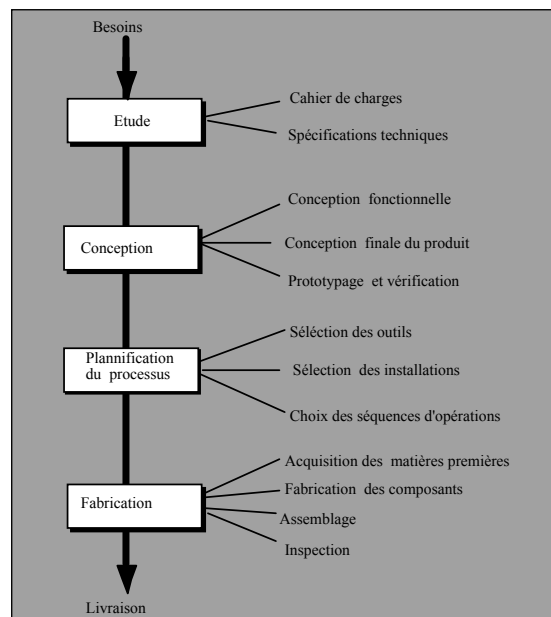 Besoins
Etude
Cahier de charges
Spécifications techniques
Conception
Conception fonctionnelle
Conception finale du produit
Prototypage et vérification
Plannification
du processus
Séléction des outils
Sélection des installations
Choix des séquences d'opérations
Fabrication
Acquisition des matières premières
Fabrication des composants
Assemblage
Inspection
Livraison